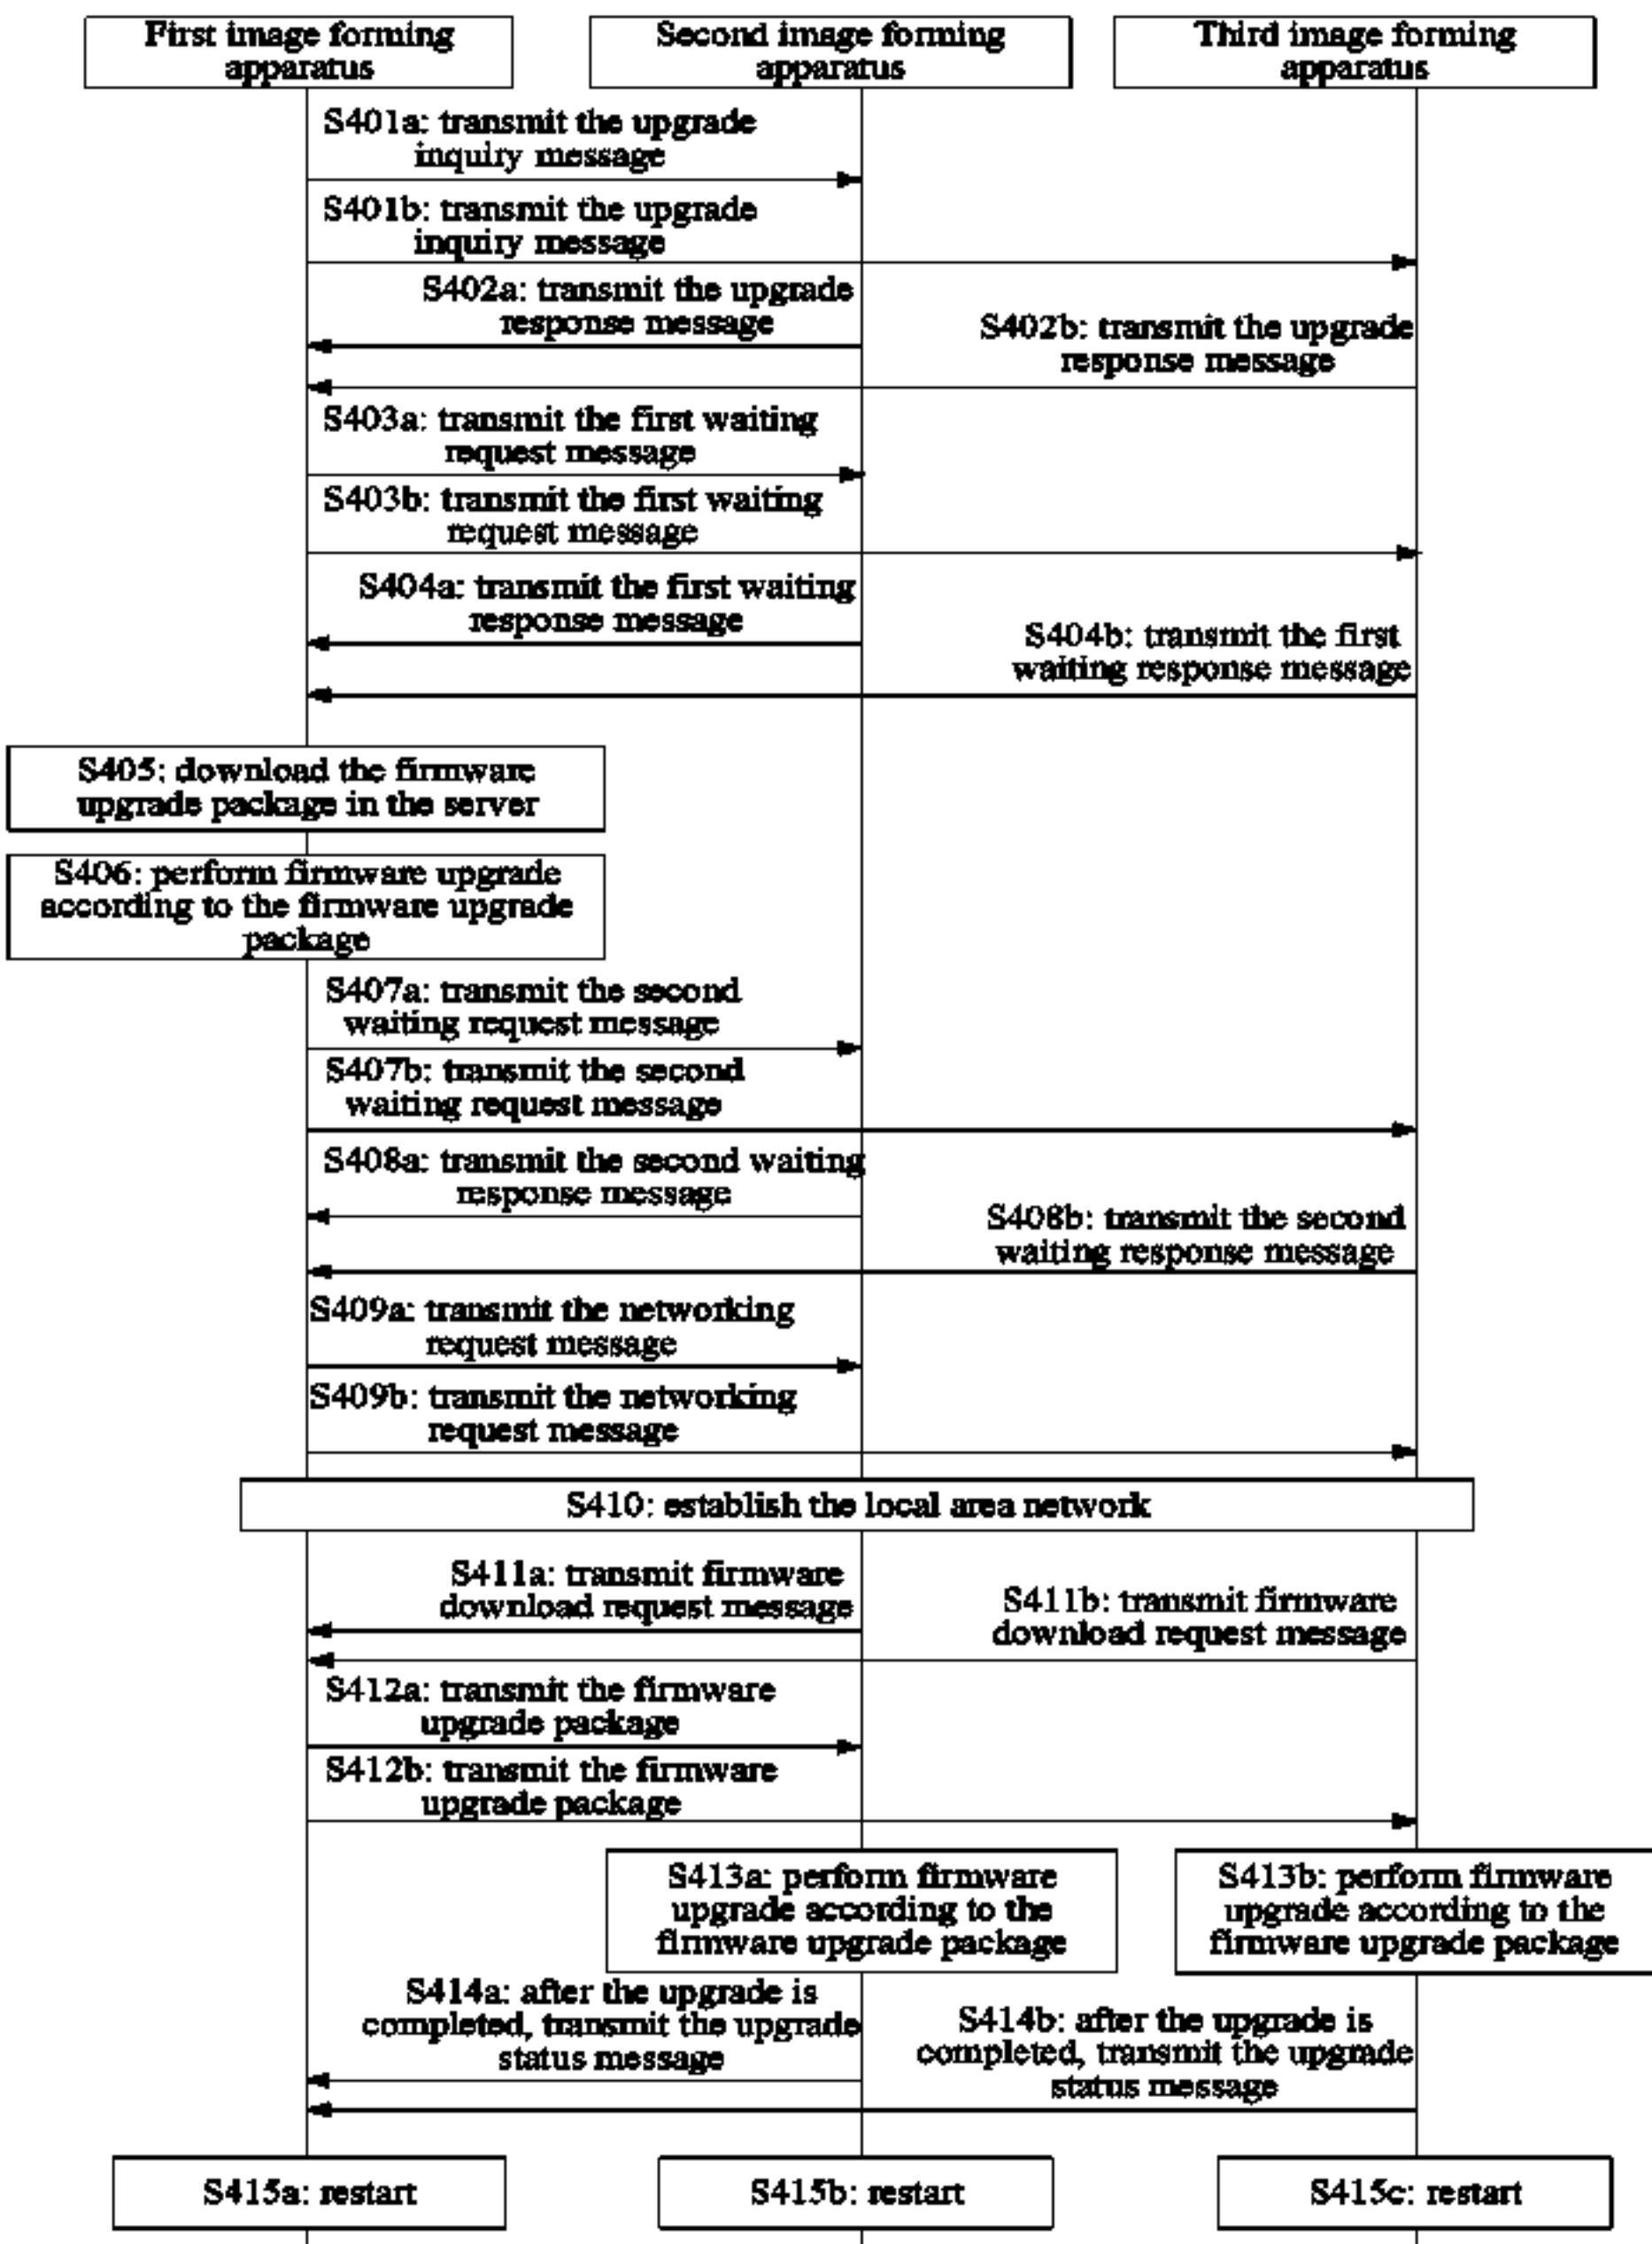 First image forming
apparatus
Second image forming
apparatus
Third image forming
apparatus
S401a: transmit the upgrade
inquiry message
S401b: transmit the upgrade
inquiry message
S402a: transmit the upgrade
response message
S402b: transmit the upgrade
response message
S403a: transmit the first waiting
request message
S403b: transmit the first waiting
request message
S404a: transmit the first waiting
response message
S404b: transmit the first
waiting response message
S405: download the firmware
upgrade package in the server
S406: perform firmware upgrade
according to the firmware upgrade
package
S407a: transmit the second
waiting request message
S407b: transmit the second
waiting request message
S408a: transmit the second waiting
response message
S408b: transmit the second
waiting response message
S409a: transmit the networking
request message
S409b: transmit the networking
request message
S410: establish the local area network
S411a: transmit firmware
download request message
S411b: transmit firmware
download request message
S412a: transmit the firmware
upgrade package
S412b: transmit the firmware
upgrade package
S413a: perform firmware
upgrade according to the
firmware upgrade package
S413b: perform firmware
upgrade according to the
firmware upgrade package
S414a: after the upgrade is
completed, transmit the upgrade
status message
S414b: after the upgrade is
completed, transmit the upgrade
status message
S415a: restart
S415b: restart
S415c: restart